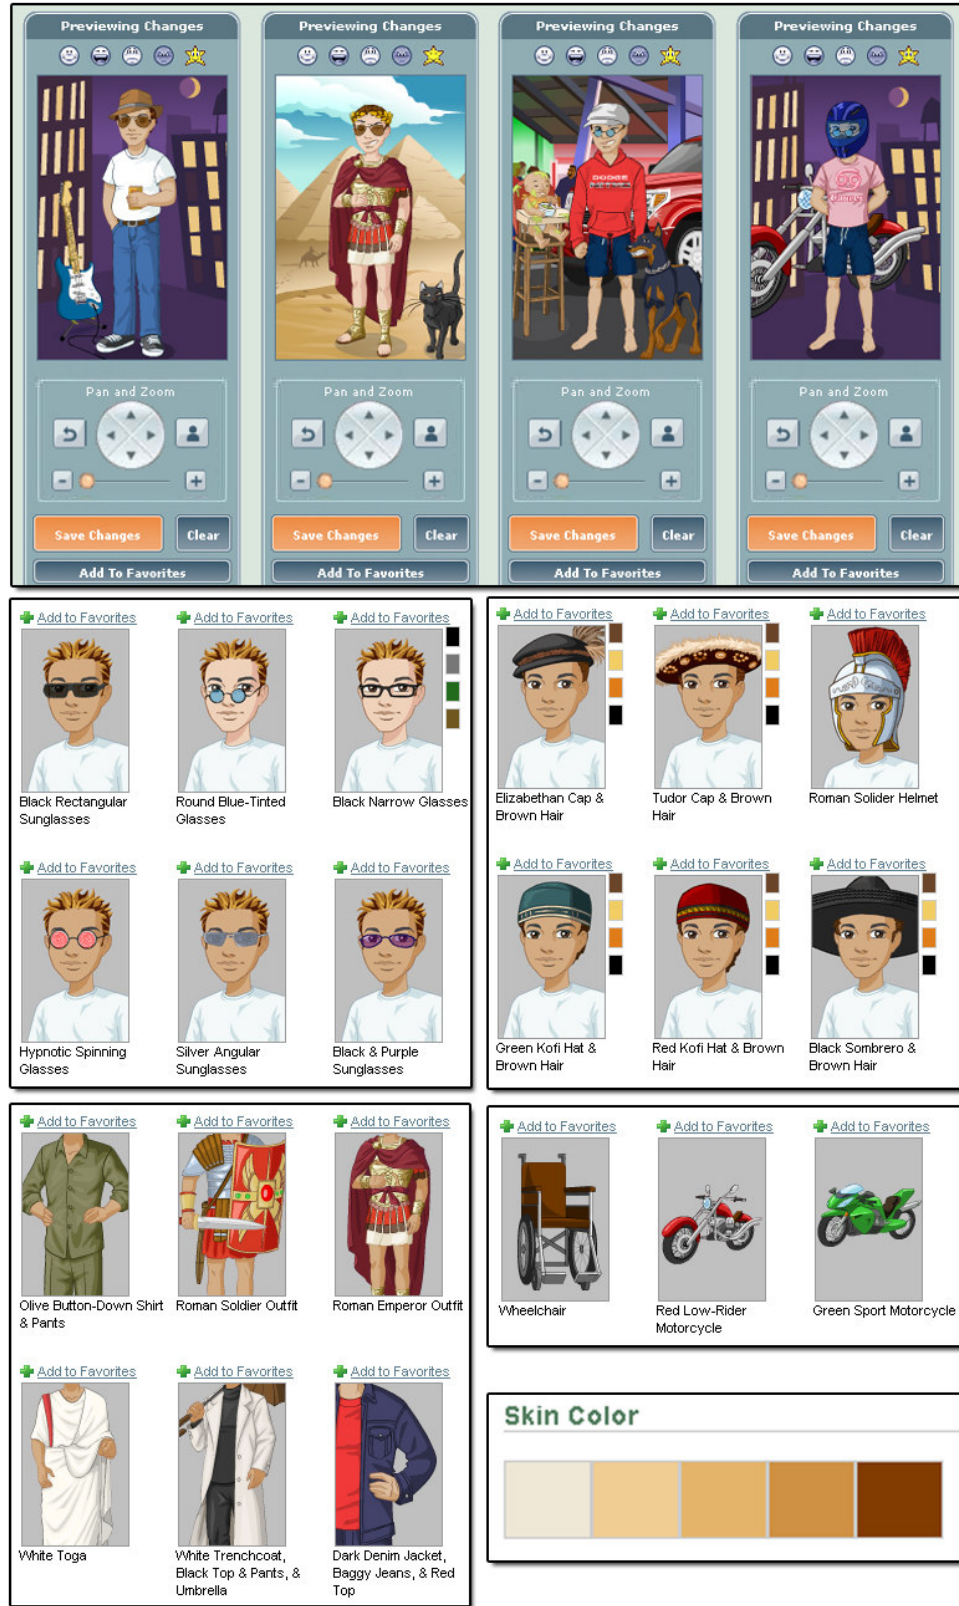 Previewing Changes
Previewing Changes
Previewing Changes
Previewing Changes
DODGE
Pan and Zoom
Pan and Zoom
Pan and Zoom
Pan and Zoom
Save Changes
Clear
Save Changes
Clear
Save Changes
Clear
Save Changes
Clear
Add To Favorites
Add To Favorites
Add To Favorites
Add To Favorites
Add to Favorites
Add to Favorites
Add to Favorites
Black Rectangular
Sunglasses
Round Blue-Tinted
Glasses
Black Narrow Glasses
Add to Favorites
Add to Favorites
Add to Favorites
Hypnotic Spinning
Glasses
Silver Angular
Sunglasses
Black & Purple
Sunglasses
Add to Favorites
Add to Favorites
Add to Favorites
Elizabethan Cap &
Brown Hair
Tudor Cap & Brown
Hair
Roman Solider Helmet
Add to Favorites
Add to Favorites
Add to Favorites
Green Kofi Hat &
Brown Hair
Red Kofi Hat & Brown
Hair
Black Sombrero &
Brown Hair
Add to Favorites
Add to Favorites
Add to Favorites
Olive Button-Down Shirt
& Pants
Roman Soldier Outfit
Roman Emperor Outfit
Add to Favorites
Add to Favorites
Add to Favorites
White Toga
White Trenchcoat,
Black Top & Pants, &
Umbrella
Dark Denim Jacket,
Baggy Jeans, & Red
Top
Add to Favorites
Add to Favorites
Add to Favorites
Wheelchair
Red Low-Rider
Motorcycle
Green Sport Motorcycle
Skin Color